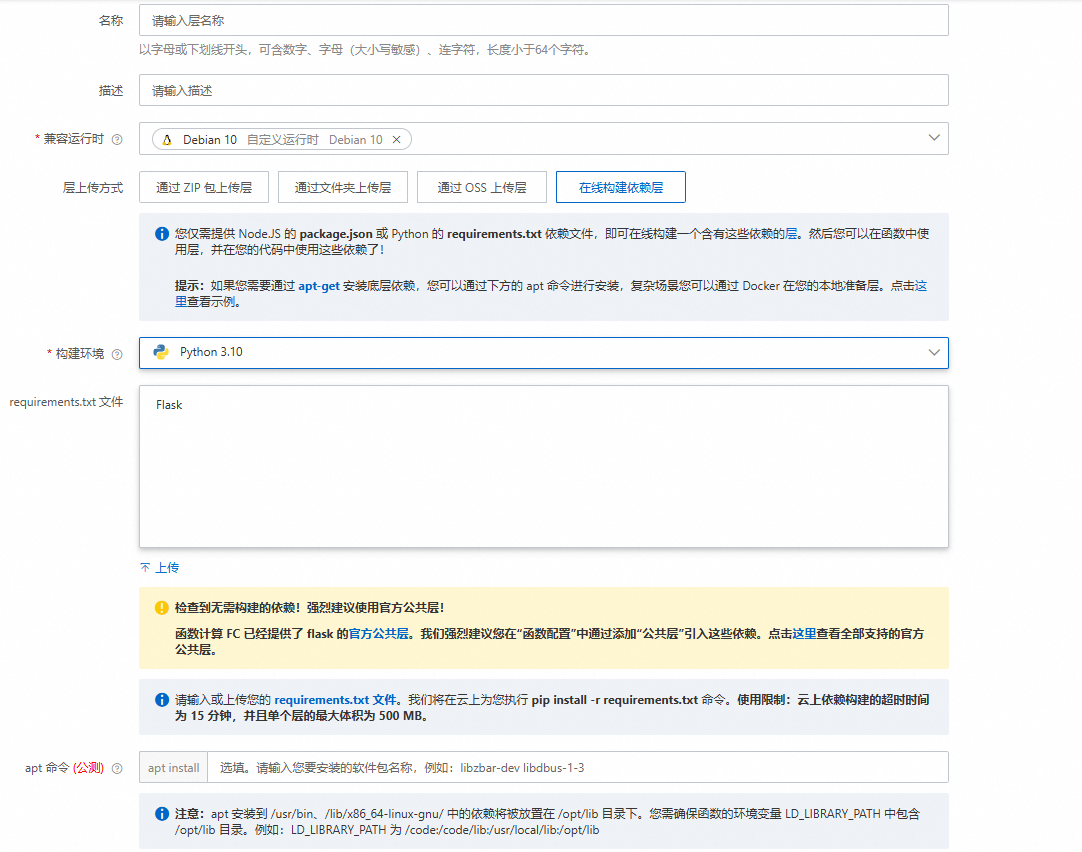 名称 请输入层名称
以字母或下划线开头，可含数字、字母（大小写敏感）、连字符，长度小于64个字符。
描述 请输入描述
* 兼容运行时 Debian 10 自定义运行时 Debian 10
层上传方式 通过 ZIP 包上传层 通过文件夹上传层 通过 OSS 上传层 在线构建依赖层
您仅需提供 NodeJS 的 package.json 或 Python 的 requirements.txt 依赖文件，即可在线构建一个含有这些依赖的层。然后您可以在函数中使
用层，并在您的代码中使用这些依赖了！
提示：如果您需要通过 apt-get 安装底层依赖，您可以通过下方的 apt 命令进行安装，复杂场景您可以通过 Docker 在您的本地准备层。点击这
里查看示例。
* 构建环境 Python 3.10
requirements.txt 文件 Flask
上传
检查到无需构建的依赖！强烈建议使用官方公共层！
函数计算 FC 已经提供了 flask 的官方公共层。我们强烈建议您在“函数配置”中通过添加“公共层”引入这些依赖。点击这里查看全部支持的官方
公共层。
请输入或上传您的 requirements.txt 文件。我们将在云上为您执行 pip install -r requirements.txt 命令。使用限制：云上依赖构建的超时时间
为 15 分钟，并且单个层的最大体积为 500 MB。
apt 命令 (公测) apt install 选填。请输入您要安装的软件包名称，例如：libzbar-dev libdbus-1-3
注意：apt 安装到 /usr/bin、/lib/x86_64-linux-gnu/ 中的依赖将被放置在 /opt/lib 目录下。您需确保函数的环境变量 LD_LIBRARY_PATH 中包含
/opt/lib 目录。例如：LD_LIBRARY_PATH 为 /code:/code/lib:/usr/local/lib:/opt/lib